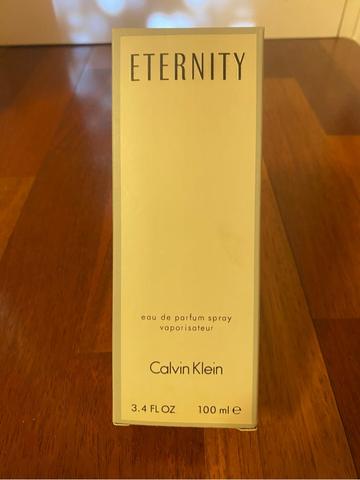 ETERNITY
eau de parfum spray
vaporisateur
Calvin Klein
3.4 FL OZ 100 ml ℮